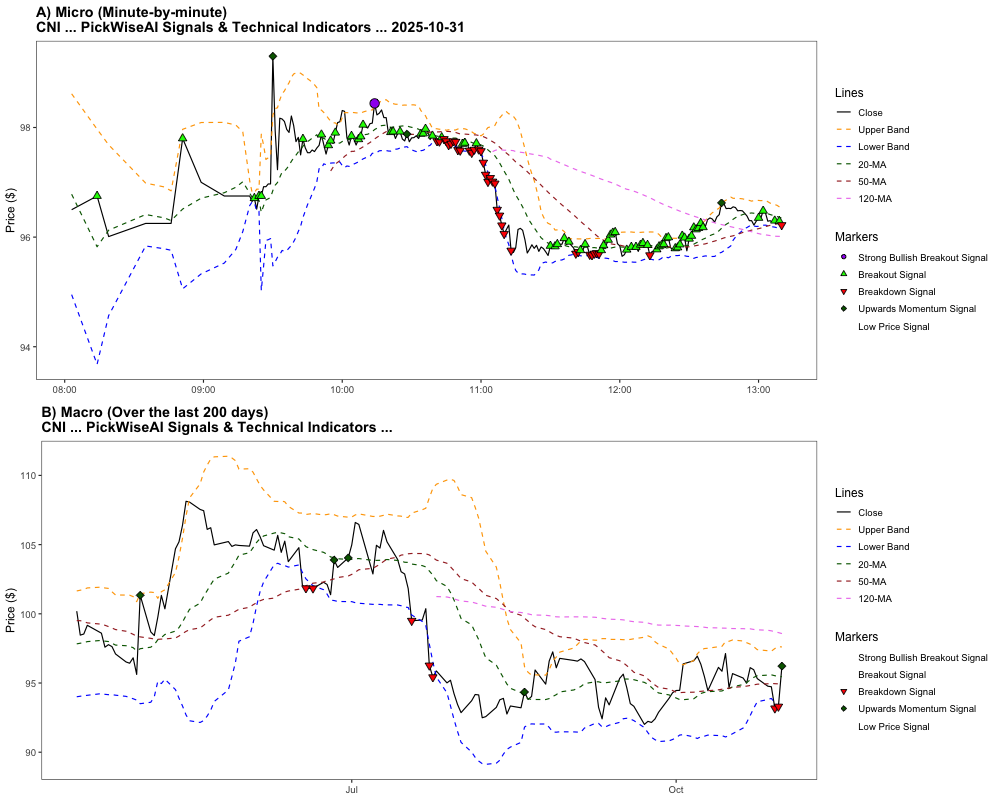 A) Micro (Minute-by-minute)
CNI ... PickWiseAI Signals & Technical Indicators ... 2025-10-31
Price ($)
98
96
94
08:00
09:00
10:00
11:00
12:00
13:00
Lines
Close
Upper Band
Lower Band
20-MA
50-MA
120-MA
Markers
Strong Bullish Breakout Signal
Breakout Signal
Breakdown Signal
Upwards Momentum Signal
Low Price Signal
B) Macro (Over the last 200 days)
CNI ... PickWiseAI Signals & Technical Indicators ...
Price ($)
110
105
100
95
90
Jul
Oct
Lines
Close
Upper Band
Lower Band
20-MA
50-MA
120-MA
Markers
Strong Bullish Breakout Signal
Breakout Signal
Breakdown Signal
Upwards Momentum Signal
Low Price Signal